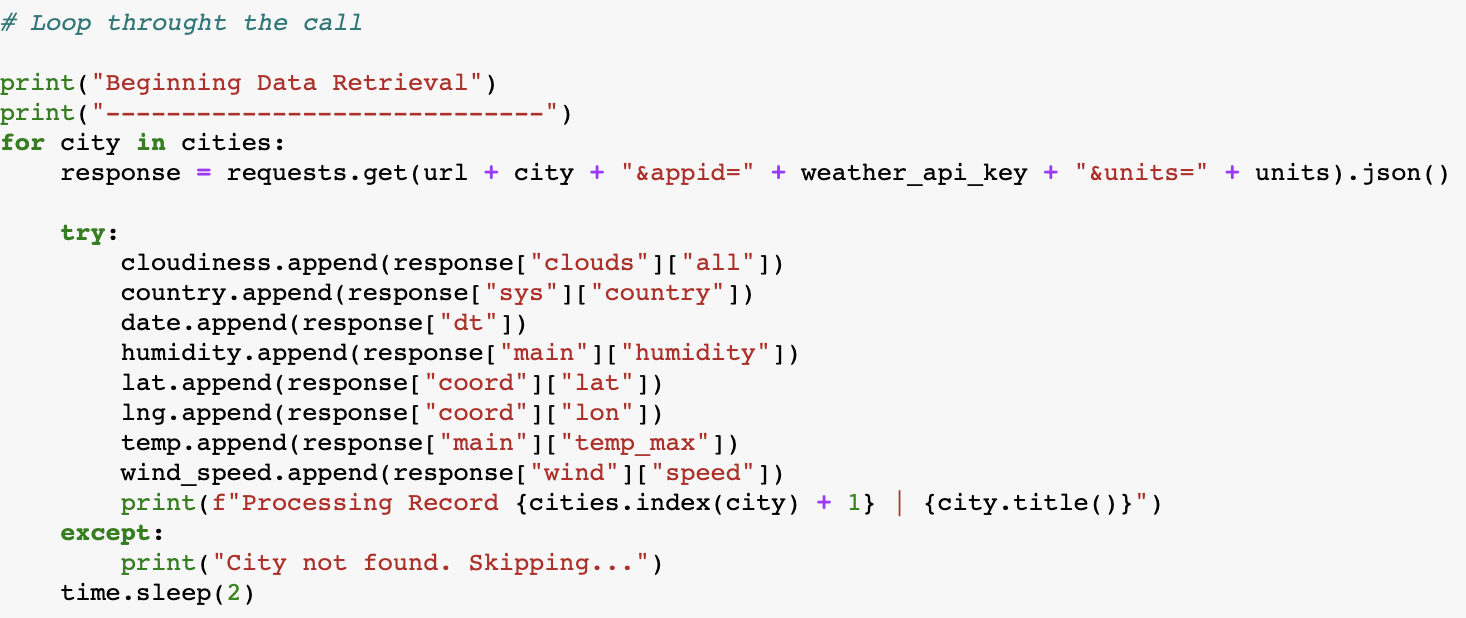 # Loop throught the call
print("Beginning Data Retrieval")
print("-----------------------------")
for city in cities:
    response = requests.get(url + city + "&appid=" + weather_api_key + "&units=" + units).json()
    try:
        cloudiness.append(response["clouds"]["all"])
        country.append(response["sys"]["country"])
        date.append(response["dt"])
        humidity.append(response["main"]["humidity"])
        lat.append(response["coord"]["lat"])
        lng.append(response["coord"]["lon"])
        temp.append(response["main"]["temp_max"])
        wind_speed.append(response["wind"]["speed"])
        print(f"Processing Record {cities.index(city) + 1} | {city.title()}")
    except:
        print("City not found. Skipping...")
    time.sleep(2)